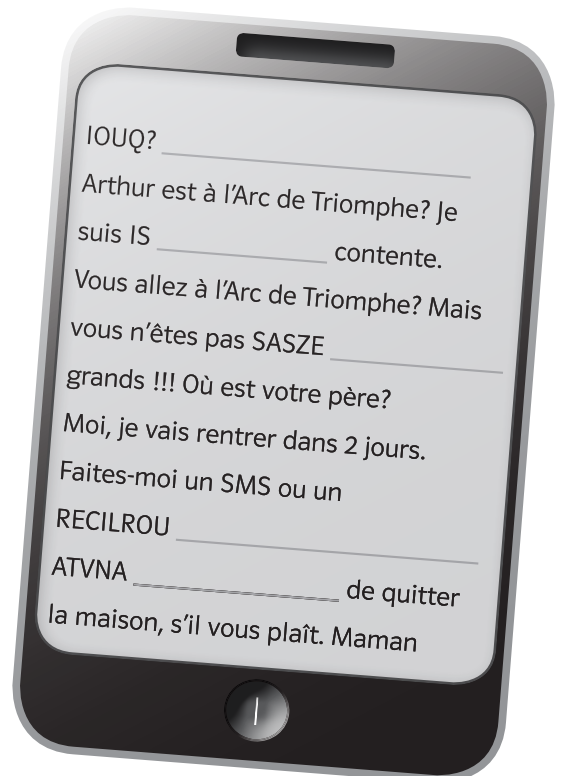 IOUQ?
Arthur est à l'Arc de Triomphe? Je
suis IS contente.
Vous allez à l'Arc de Triomphe? Mais
vous n'êtes pas SASZE
grands !!! Où est votre père?
Moi, je vais rentrer dans 2 jours.
Faites-moi un SMS ou un
RECILROU
ATVNA de quitter
la maison, s'il vous plaît. Maman